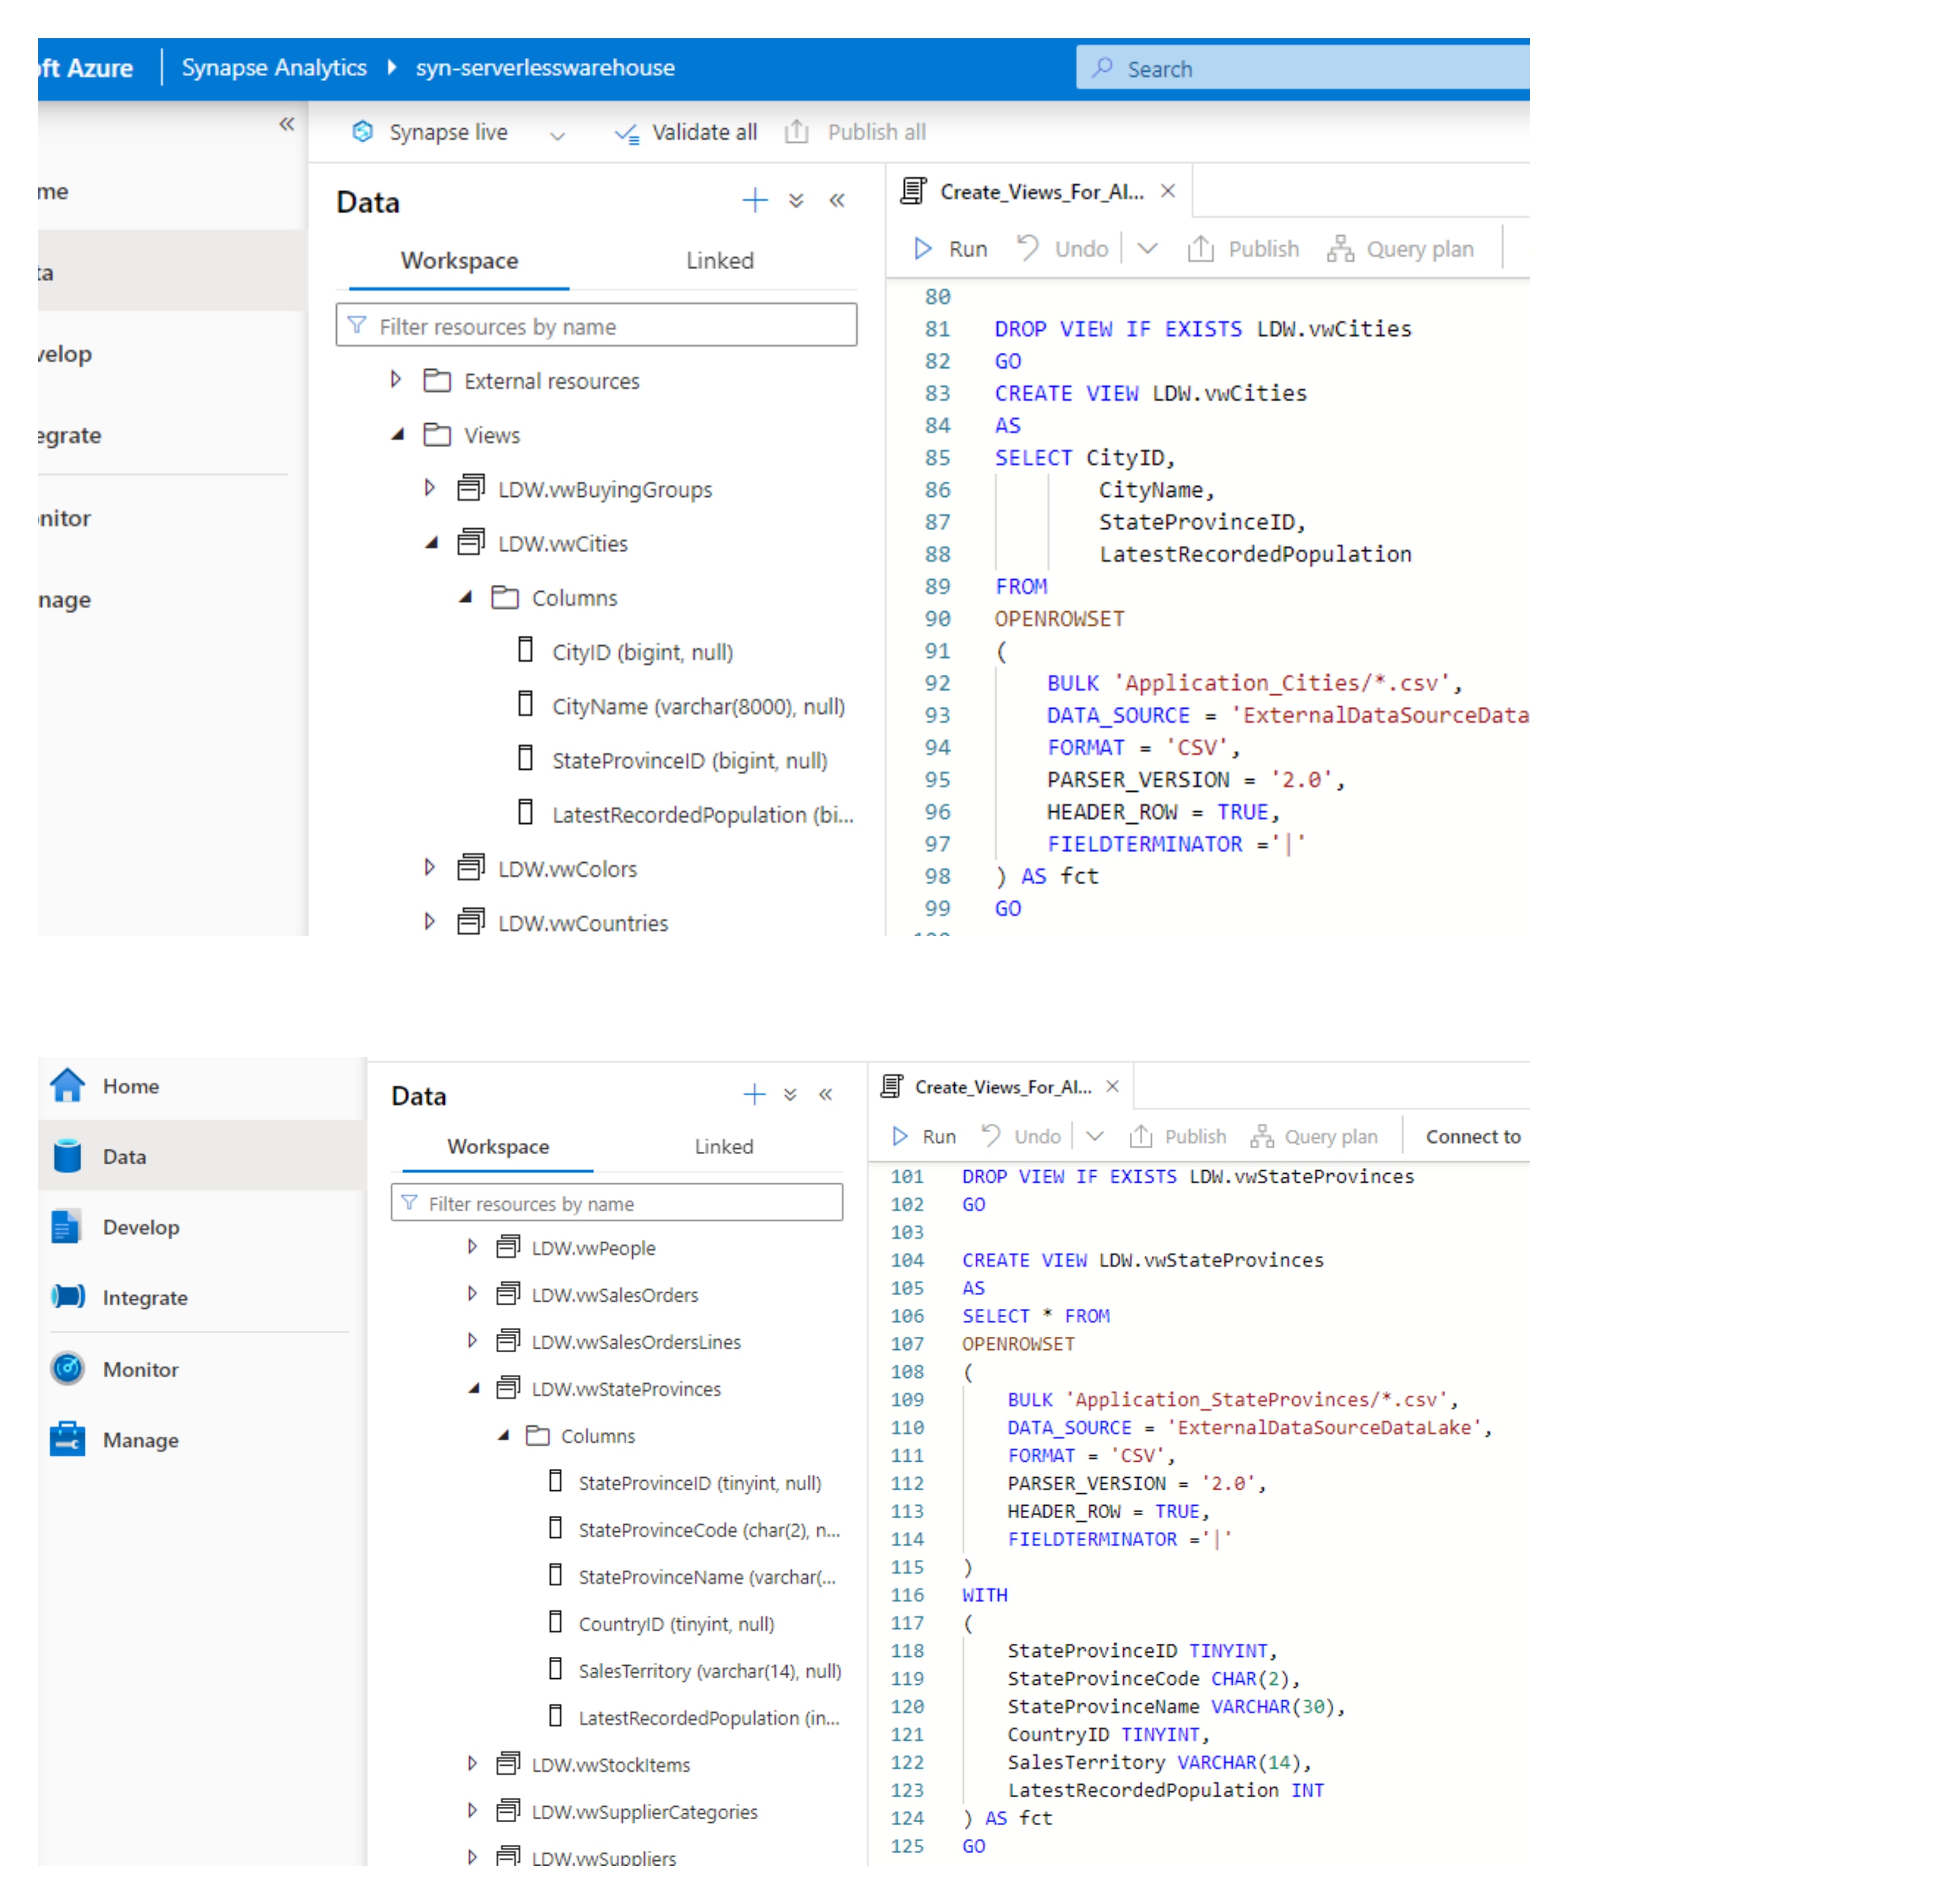 ft Azure
Synapse Analytics
syn-serverlesswarehouse
Search
Synapse live
Validate all
Publish all
me
ta
velop
egrate
nitor
nage
Data
Workspace
Linked
Filter resources by name
External resources
Views
LDW.vwBuyingGroups
LDW.vwCities
Columns
CityID (bigint, null)
CityName (varchar(8000), null)
StateProvinceID (bigint, null)
LatestRecordedPopulation (bi...
LDW.vwColors
LDW.vwCountries
Create_Views_For_Al...
Run Undo Publish Query plan
80
81 DROP VIEW IF EXISTS LDW.vwCities
82 GO
83 CREATE VIEW LDW.vwCities
84 AS
85 SELECT CityID,
86 CityName,
87 StateProvinceID,
88 LatestRecordedPopulation
89 FROM
90 OPENROWSET
91 (
92 BULK 'Application_Cities/*.csv',
93 DATA_SOURCE = 'ExternalDataSourceData
94 FORMAT = 'CSV',
95 PARSER_VERSION = '2.0',
96 HEADER_ROW = TRUE,
97 FIELDTERMINATOR ='|'
98 ) AS fct
99 GO
Home
Data
Develop
Integrate
Monitor
Manage
Data
Workspace
Linked
Filter resources by name
LDW.vwPeople
LDW.vwSalesOrders
LDW.vwSalesOrdersLines
LDW.vwStateProvinces
Columns
StateProvinceID (tinyint, null)
StateProvinceCode (char(2), n...
StateProvinceName (varchar(...
CountryID (tinyint, null)
SalesTerritory (varchar(14), null)
LatestRecordedPopulation (in...
LDW.vwStockItems
LDW.vwSupplierCategories
LDW.vwSuppliers
Create_Views_For_Al...
Run Undo Publish Query plan Connect to
101 DROP VIEW IF EXISTS LDW.vwStateProvinces
102 GO
103
104 CREATE VIEW LDW.vwStateProvinces
105 AS
106 SELECT * FROM
107 OPENROWSET
108 (
109 BULK 'Application_StateProvinces/*.csv',
110 DATA_SOURCE = 'ExternalDataSourceDataLake',
111 FORMAT = 'CSV',
112 PARSER_VERSION = '2.0',
113 HEADER_ROW = TRUE,
114 FIELDTERMINATOR ='|'
115 )
116 WITH
117 (
118 StateProvinceID TINYINT,
119 StateProvinceCode CHAR(2),
120 StateProvinceName VARCHAR(30),
121 CountryID TINYINT,
122 SalesTerritory VARCHAR(14),
123 LatestRecordedPopulation INT
124 ) AS fct
125 GO